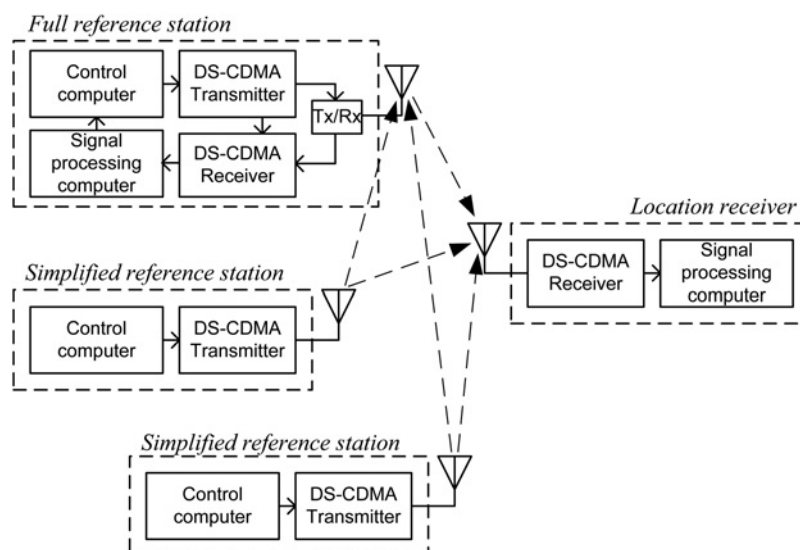 Full reference station
Control
computer
DS-CDMA
Transmitter
Tx/Rx
Signal
processing
computer
DS-CDMA
Receiver
Location receiver
DS-CDMA
Receiver
Signal
processing
computer
Simplified reference station
Control
computer
DS-CDMA
Transmitter
Simplified reference station
Control
computer
DS-CDMA
Transmitter